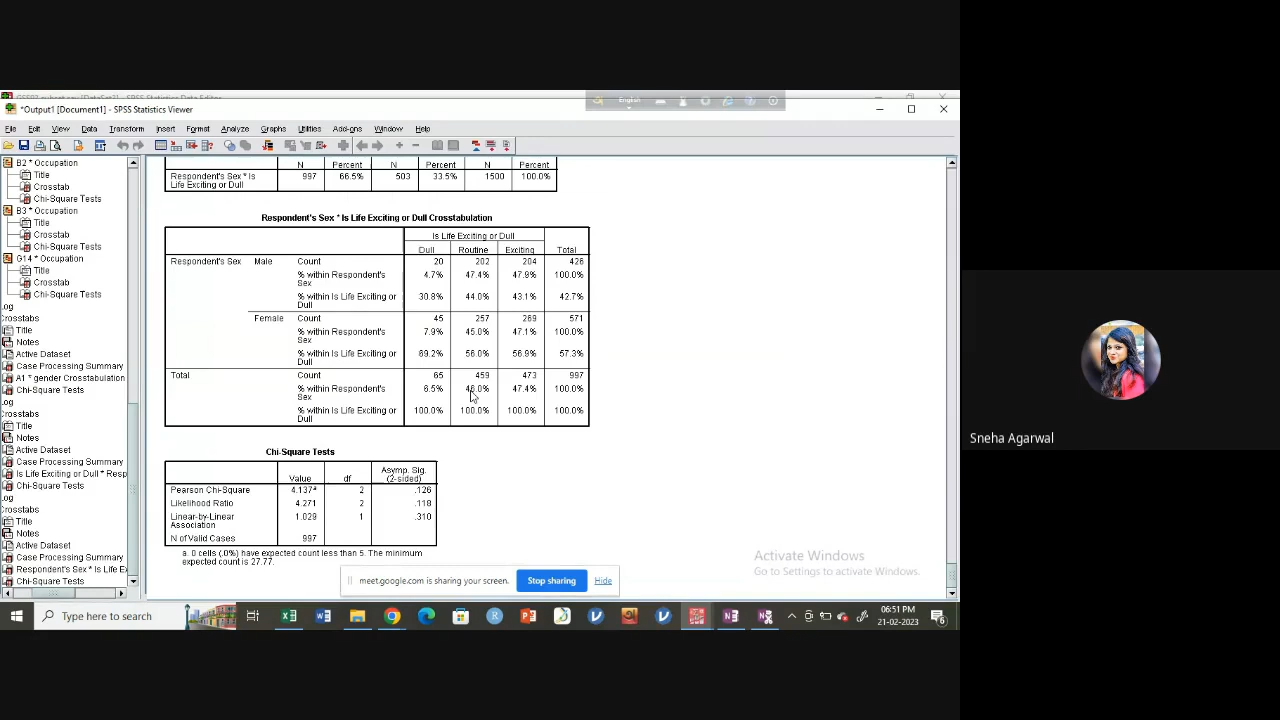 *Output1 [Document1] - SPSS Statistics Viewer
English
File Edit View Data Transform Insert Format Analyze Graphs Utilities Add-ons Window Help
B2 * Occupation
Title
Crosstab
Chi-Square Tests
B3 * Occupation
Title
Crosstab
Chi-Square Tests
G14 * Occupation
Title
Crosstab
Chi-Square Tests
Log
Crosstabs
Title
Notes
Active Dataset
Case Processing Summary
A1 * gender Crosstabulation
Chi-Square Tests
Log
Crosstabs
Title
Notes
Active Dataset
Case Processing Summary
Is Life Exciting or Dull * Resp
Chi-Square Tests
Log
Crosstabs
Title
Notes
Active Dataset
Case Processing Summary
Respondent's Sex * Is Life Ex
Chi-Square Tests
N Percent N Percent N Percent
Respondent's Sex * Is 997 66.5% 503 33.5% 1500 100.0%
Life Exciting or Dull
Respondent's Sex * Is Life Exciting or Dull Crosstabulation
Is Life Exciting or Dull
Dull Routine Exciting Total
Respondent's Sex Male Count 20 202 204 426
% within Respondent's 4.7% 47.4% 47.9% 100.0%
Sex
% within Is Life Exciting or 30.8% 44.0% 43.1% 42.7%
Dull
Female Count 45 257 269 571
% within Respondent's 7.9% 45.0% 47.1% 100.0%
Sex
% within Is Life Exciting or 69.2% 56.0% 56.9% 57.3%
Dull
Total Count 65 459 473 997
% within Respondent's 6.5% 46.0% 47.4% 100.0%
Sex
% within Is Life Exciting or 100.0% 100.0% 100.0% 100.0%
Dull
Chi-Square Tests
Asymp. Sig.
Value df (2-sided)
Pearson Chi-Square 4.137a 2 .126
Likelihood Ratio 4.271 2 .118
Linear-by-Linear 1.029 1 .310
Association
N of Valid Cases 997
a. 0 cells (.0%) have expected count less than 5. The minimum
expected count is 27.77.
Activate Windows
Go to Settings to activate Windows.
meet.google.com is sharing your screen. Stop sharing Hide
Type here to search
06:51 PM
21-02-2023
6
Sneha Agarwal